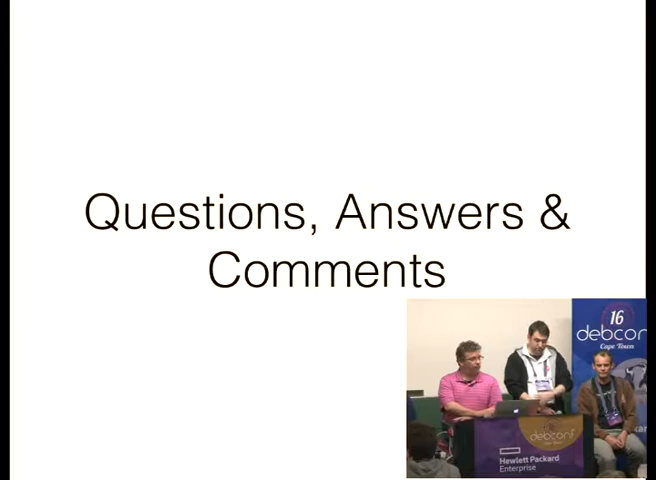 Questions, Answers &
Comments
16
debconf
Cape Town
debconf
Hewlett Packard
Enterprise